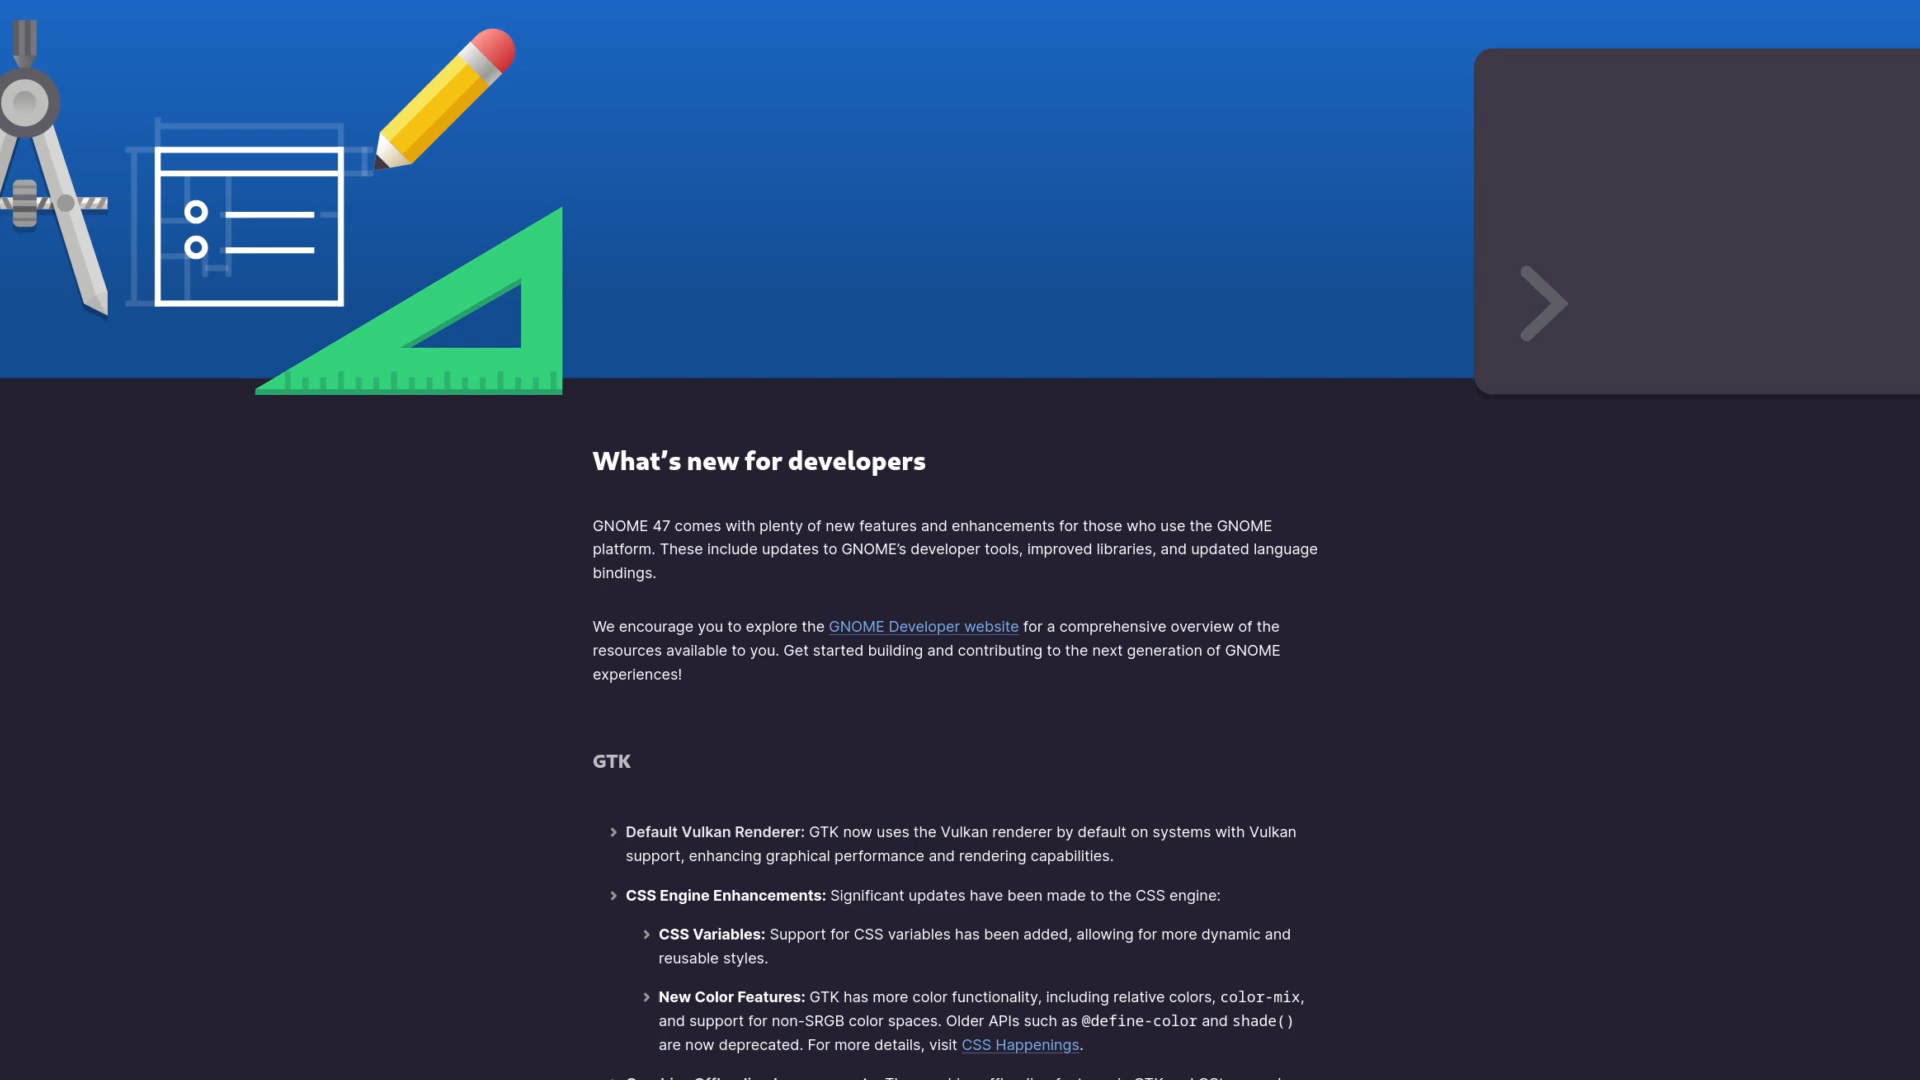 What’s new for developers
GNOME 47 comes with plenty of new features and enhancements for those who use the GNOME
platform. These include updates to GNOME’s developer tools, improved libraries, and updated language
bindings.
We encourage you to explore the GNOME Developer website for a comprehensive overview of the
resources available to you. Get started building and contributing to the next generation of GNOME
experiences!
GTK
Default Vulkan Renderer: GTK now uses the Vulkan renderer by default on systems with Vulkan
support, enhancing graphical performance and rendering capabilities.
CSS Engine Enhancements: Significant updates have been made to the CSS engine:
CSS Variables: Support for CSS variables has been added, allowing for more dynamic and
reusable styles.
New Color Features: GTK has more color functionality, including relative colors, color-mix,
and support for non-SRGB color spaces. Older APIs such as @define-color and shade()
are now deprecated. For more details, visit CSS Happenings.